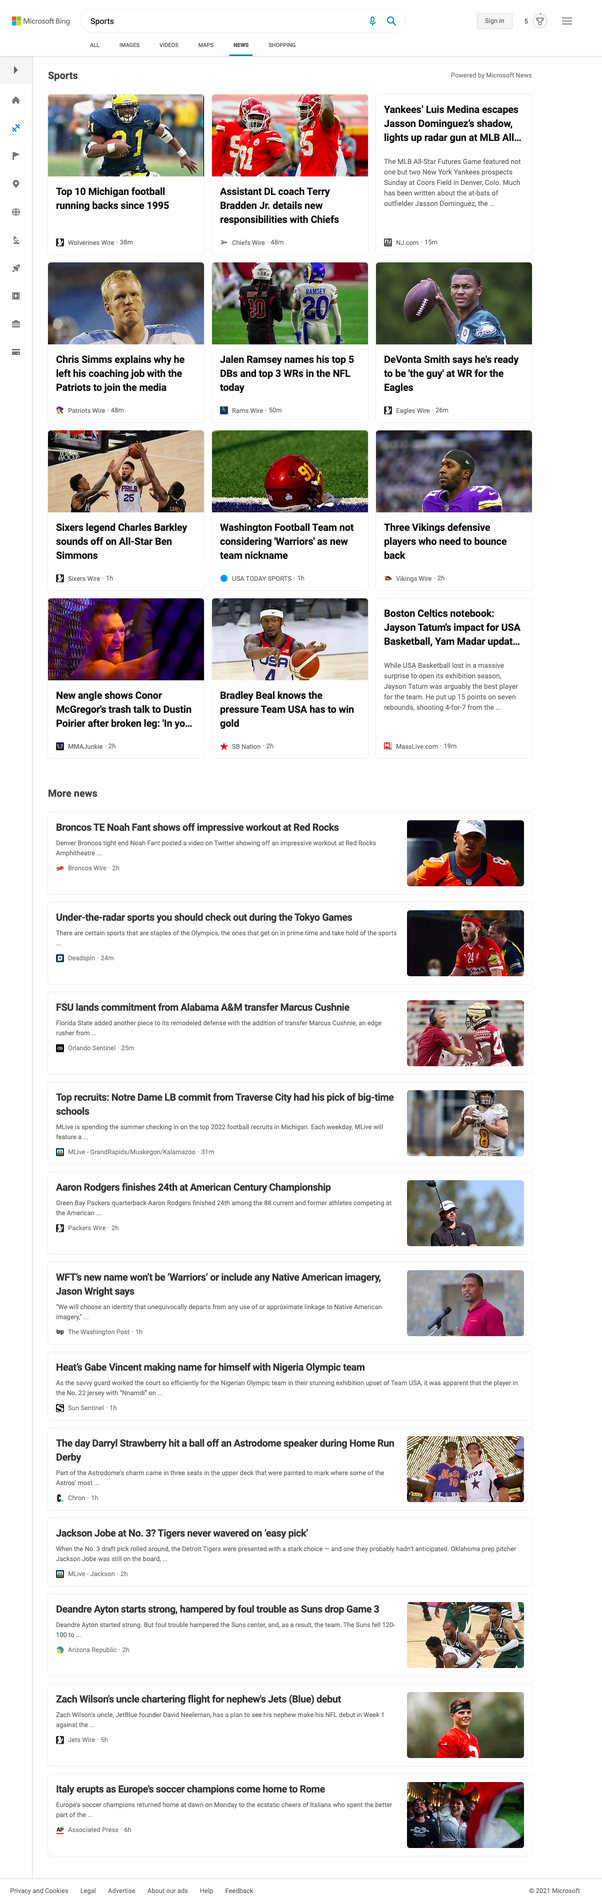 Microsoft Bing
Sports
Sign in
5
ALL
IMAGES
VIDEOS
MAPS
NEWS
SHOPPING
Sports
Powered by Microsoft News
Top 10 Michigan football
running backs since 1995
Wolverines Wire · 38m
Assistant DL coach Terry
Bradden Jr. details new
responsibilities with Chiefs
Chiefs Wire · 48m
Yankees' Luis Medina escapes
Jasson Dominguez's shadow,
lights up radar gun at MLB All...
The MLB All-Star Futures Game featured not
one but two New York Yankees prospects
Sunday at Coors Field in Denver, Colo. Much
has been written about the at-bats of
outfielder Jasson Dominguez, the ...
NJ.com · 15m
Chris Simms explains why he
left his coaching job with the
Patriots to join the media
Patriots Wire · 48m
RAMSEY
10
20
Jalen Ramsey names his top 5
DBs and top 3 WRs in the NFL
today
Rams Wire · 50m
DeVonta Smith says he's ready
to be 'the guy' at WR for the
Eagles
Eagles Wire · 26m
PHILA
25
Sixers legend Charles Barkley
sounds off on All-Star Ben
Simmons
Sixers Wire · 1h
91
Washington Football Team not
considering 'Warriors' as new
team nickname
USA TODAY SPORTS · 1h
Three Vikings defensive
players who need to bounce
back
Vikings Wire · 2h
New angle shows Conor
McGregor's trash talk to Dustin
Poirier after broken leg: 'In yo...
MMAJunkie · 2h
USA
4
Bradley Beal knows the
pressure Team USA has to win
gold
SB Nation · 2h
Boston Celtics notebook:
Jayson Tatum's impact for USA
Basketball, Yam Madar updat...
While USA Basketball lost in a massive
surprise to open its exhibition season,
Jayson Tatum was arguably the best player
for the team. He put up 15 points on seven
rebounds, shooting 4-for-7 from the ...
MassLive.com · 19m
More news
Broncos TE Noah Fant shows off impressive workout at Red Rocks
Denver Broncos tight end Noah Fant posted a video on Twitter showing off an impressive workout at Red Rocks
Amphitheatre ...
Broncos Wire · 2h
Under-the-radar sports you should check out during the Tokyo Games
There are certain sports that are staples of the Olympics, the ones that get on in prime time and take hold of the sports
...
Deadspin · 24m
FSU lands commitment from Alabama A&M transfer Marcus Cushnie
Florida State added another piece to its remodeled defense with the addition of transfer Marcus Cushnie, an edge
rusher from ...
Orlando Sentinel · 25m
Top recruits: Notre Dame LB commit from Traverse City had his pick of big-time
schools
MLive is spending the summer checking in on the top 2022 football recruits in Michigan. Each weekday, MLive will
feature a ...
MLive - GrandRapids/Muskegon/Kalamazoo · 31m
8
Aaron Rodgers finishes 24th at American Century Championship
Green Bay Packers quarterback Aaron Rodgers finished 24th among the 88 current and former athletes competing at
the American ...
Packers Wire · 2h
WFT's new name won't be 'Warriors' or include any Native American imagery,
Jason Wright says
"We will choose an identity that unequivocally departs from any use of or approximate linkage to Native American
imagery," ...
The Washington Post · 1h
Heat's Gabe Vincent making name for himself with Nigeria Olympic team
As the savvy guard worked the court so efficiently for the Nigerian Olympic team in their stunning exhibition upset of Team USA, it was apparent that the player in
the No. 22 jersey with "Nnamdi" on ...
Sun Sentinel · 1h
The day Darryl Strawberry hit a ball off an Astrodome speaker during Home Run
Derby
Part of the Astrodome's charm came in three seats in the upper deck that were painted to mark where some of the
Astros' most ...
Chron · 1h
Jackson Jobe at No. 3? Tigers never wavered on 'easy pick'
When the No. 3 draft pick rolled around, the Detroit Tigers were presented with a stark choice — and one they probably hadn't anticipated. Oklahoma prep pitcher
Jackson Jobe was still on the board, ...
MLive - Jackson · 2h
Deandre Ayton starts strong, hampered by foul trouble as Suns drop Game 3
Deandre Ayton started strong. But foul trouble hampered the Suns center, and, as a result, the team. The Suns fell 120-
100 to ...
Arizona Republic · 2h
Zach Wilson's uncle chartering flight for nephew's Jets (Blue) debut
Zach Wilson's uncle, JetBlue founder David Neeleman, has a plan to see his nephew make his NFL debut in Week 1
against the ...
Jets Wire · 5h
Italy erupts as Europe's soccer champions come home to Rome
Europe's soccer champions returned home at dawn on Monday to the ecstatic cheers of Italians who spent the better
part of the ...
AP
Associated Press · 6h
Privacy and Cookies
Legal
Advertise
About our ads
Help
Feedback
© 2021 Microsoft